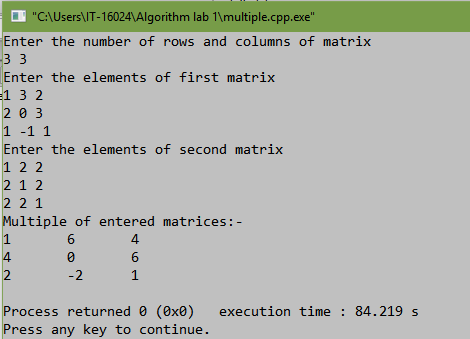 "C:\Users\IT-16024\Algorithm lab 1\multiple.cpp.exe"
Enter the number of rows and columns of matrix
3 3
Enter the elements of first matrix
1 3 2
2 0 3
1 -1 1
Enter the elements of second matrix
1 2 2
2 1 2
2 2 1
Multiple of entered matrices:-
1 6 4
4 0 6
2 -2 1
Process returned 0 (0x0) execution time : 84.219 s
Press any key to continue.